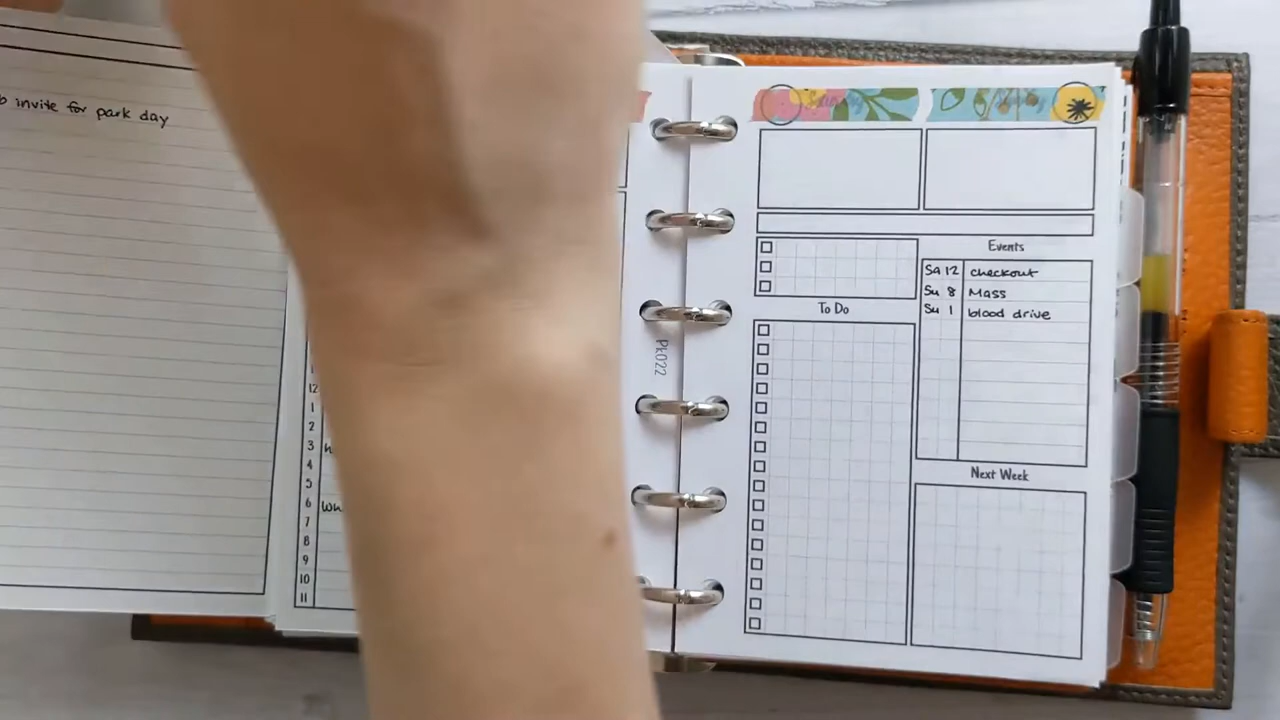 invite for park day
12
1
2
3
4
5
6
7
8
9
10
11
PK022
Events
SA 12 checkout
Su 8 Mass
Su 1 blood drive
To Do
Next Week